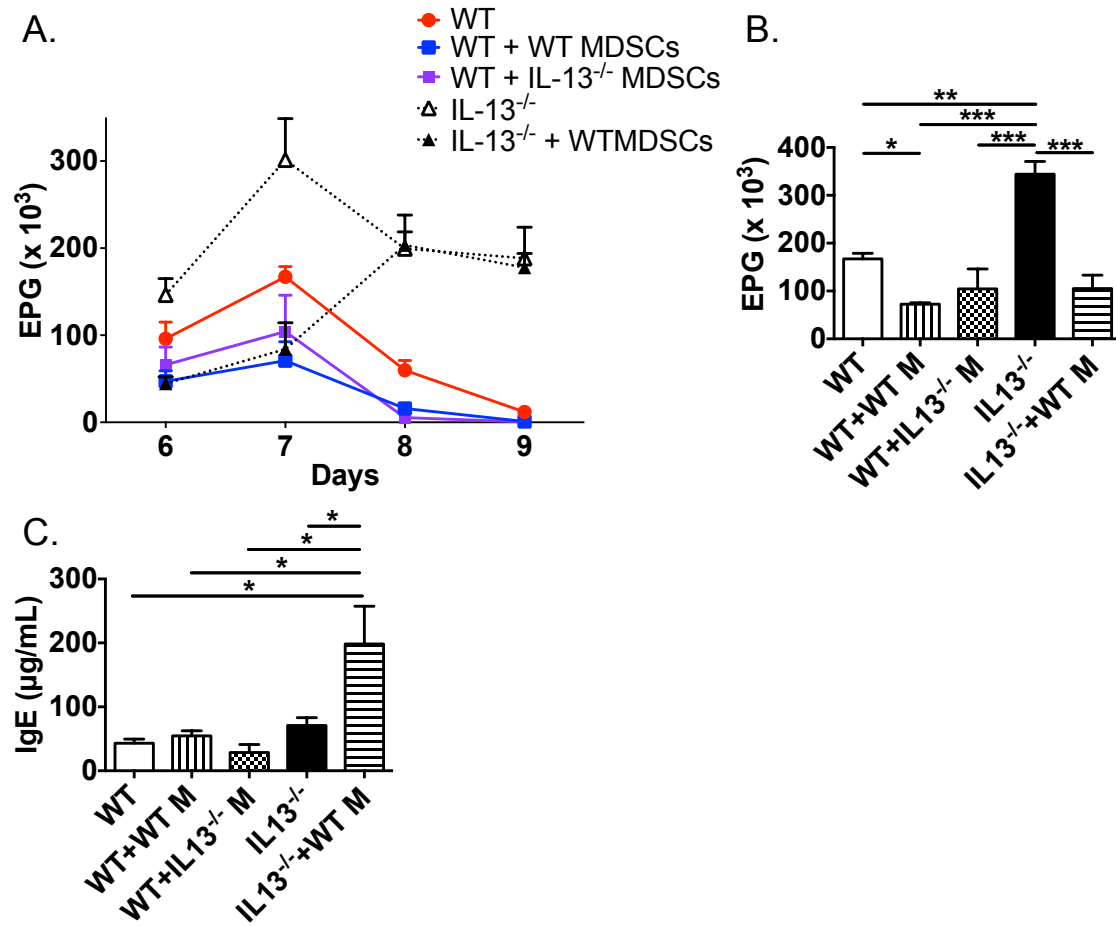 A.
WT
WT + WT MDSCs
WT + IL-13-/- MDSCs
IL-13-/-
IL-13-/- + WTMDSCs
EPG (x 10³)
300
200
100
0
6 7 8 9
Days
B.
**
***
* *** ***
EPG (x 10³)
400
300
200
100
0
WT
WT+WT M
WT+IL13-/- M
IL13-/-
IL13-/-+WT M
C.
*
*
*
*
IgE (µg/mL)
300
200
100
0
WT
WT+WT M
WT+IL13-/- M
IL13-/-
IL13-/-+WT M